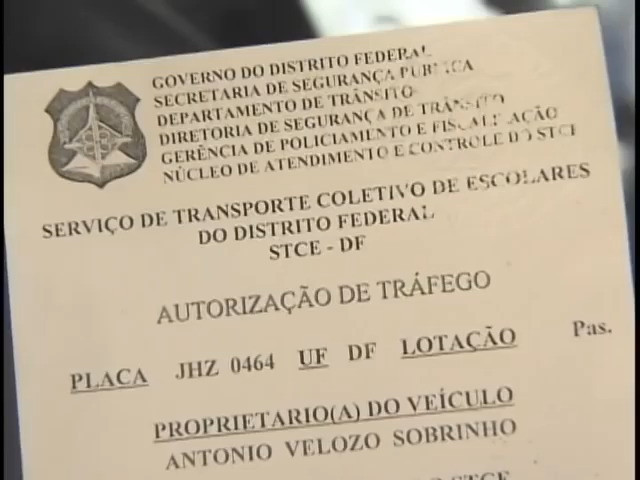 GOVERNO DO DISTRITO FEDERAL
SECRETARIA DE SEGURANÇA PÚBLICA
DEPARTAMENTO DE TRÂNSITO
DIRETORIA DE SEGURANÇA DE TRÂNSITO
GERÊNCIA DE POLICIAMENTO E FISCALIZAÇÃO
NÚCLEO DE ATENDIMENTO E CONTROLE DO STCE
SERVIÇO DE TRANSPORTE COLETIVO DE ESCOLARES
DO DISTRITO FEDERAL
STCE - DF
AUTORIZAÇÃO DE TRÁFEGO
PLACA JHZ 0464 UF DF LOTAÇÃO Pas.
PROPRIETARIO(A) DO VEÍCULO
ANTONIO VELOZO SOBRINHO